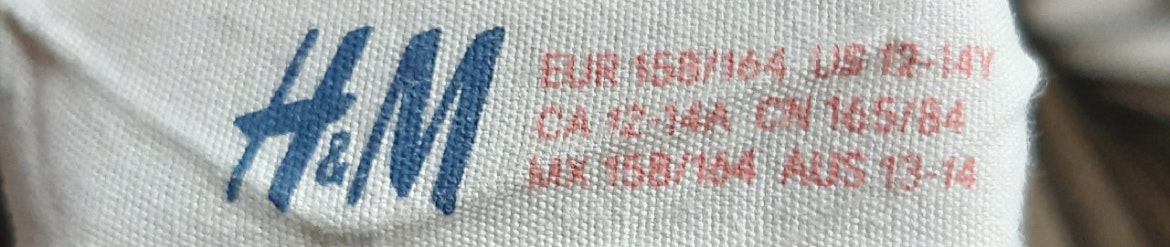 H&M
EUR 158/164 US 12-14Y
CA 12-14A CN 165/84
MX 158/164 AUS 13-14